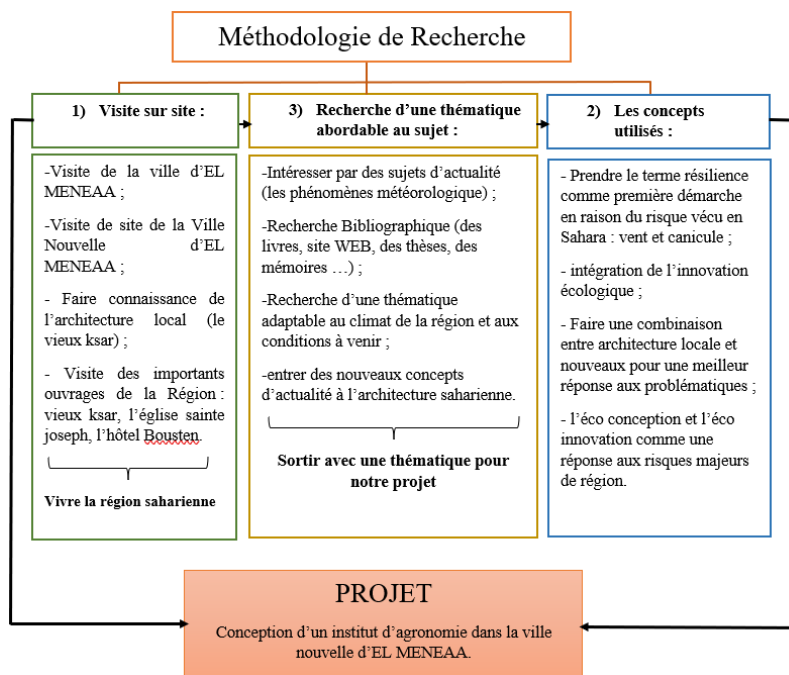 Méthodologie de Recherche
1) Visite sur site :
-Visite de la ville d'EL
MENEAA ;
-Visite de site de la Ville
Nouvelle d'EL
MENEAA ;
- Faire connaissance de
l'architecture local (le
vieux ksar) ;
- Visite des importants
ouvrages de la Région :
vieux ksar, l'église sainte
joseph, l'hôtel Bousten.
Vivre la région saharienne
3) Recherche d'une thématique
abordable au sujet :
-Intéresser par des sujets d'actualité
(les phénomènes météorologique) ;
-Recherche Bibliographique (des
livres, site WEB, des thèses, des
mémoires …) ;
-Recherche d'une thématique
adaptable au climat de la région et aux
conditions à venir ;
-entrer des nouveaux concepts
d'actualité à l'architecture saharienne.
Sortir avec une thématique pour
notre projet
2) Les concepts
utilisés :
- Prendre le terme résilience
comme première démarche
en raison du risque vécu en
Sahara : vent et canicule ;
- intégration de l'innovation
écologique ;
- Faire une combinaison
entre architecture locale et
nouveaux pour une meilleur
réponse aux problématiques ;
- l'éco conception et l'éco
innovation comme une
réponse aux risques majeurs
de région.
PROJET
Conception d'un institut d'agronomie dans la ville
nouvelle d'EL MENEAA.